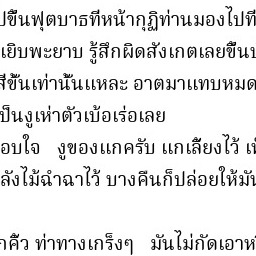 ปขึ้นฟุตบาธที่หน้ากุฏิท่านมองไปที่
เยิบพะยาบ รู้สึกผิดสังเกตเลยขึ้นบ
สีขั้นเท่านั้นแหละ อาตมาแทบหมด
ป็นงูเห่าตัวเบ้อเร่อเลย
อบใจ งูของแกครับ แกเลี้ยงไว้ เ
ลังไม้ฉำฉาไว้ บางคืนก็ปล่อยให้มัน
กคิ้ว ท่าทางเกร็งๆ มันไม่กัดเอาห